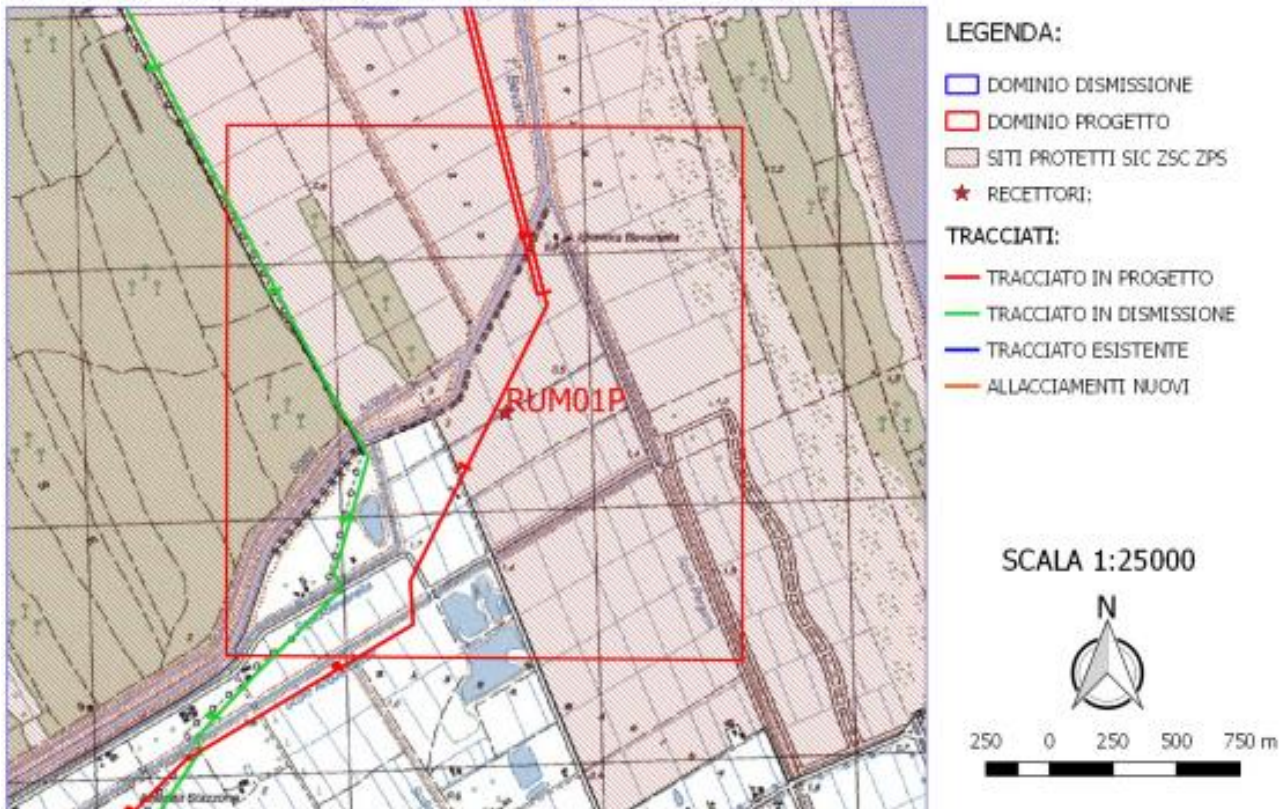 RUM01P
LEGENDA:
DOMINIO DISMISSIONE
DOMINIO PROGETTO
SITI PROTETTI SIC ZSC ZPS
RECETTORI:
TRACCIATI:
TRACCIATO IN PROGETTO
TRACCIATO IN DISMISSIONE
TRACCIATO ESISTENTE
ALLACCIAMENTI NUOVI
SCALA 1:25000
N
250 0 250 500 750 m